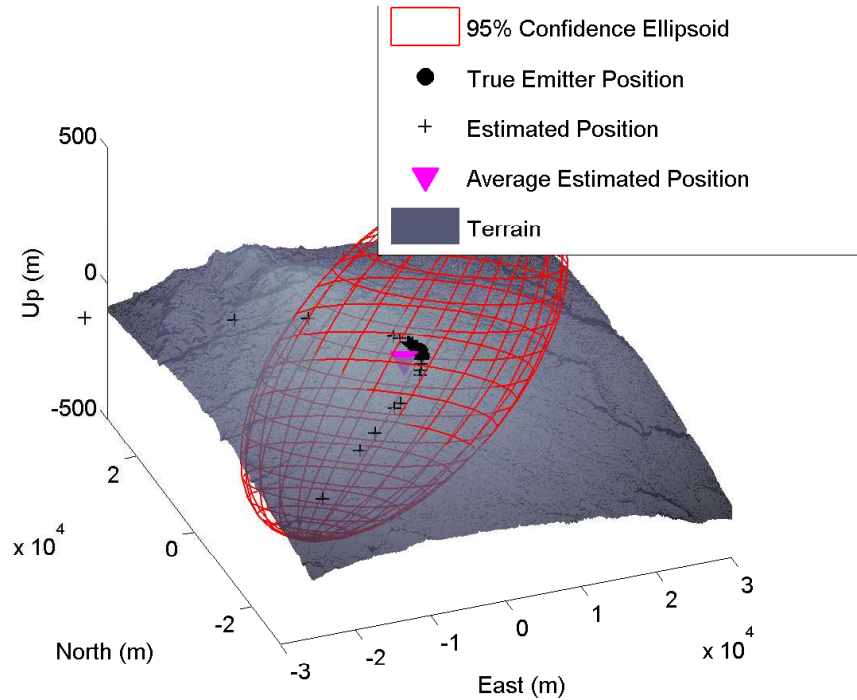 95% Confidence Ellipsoid
True Emitter Position
Estimated Position
Average Estimated Position
Terrain
500
0
-500
Up (m)
2
0
-2
x 10^4
North (m)
-3
-2
-1
0
1
2
3
x 10^4
East (m)